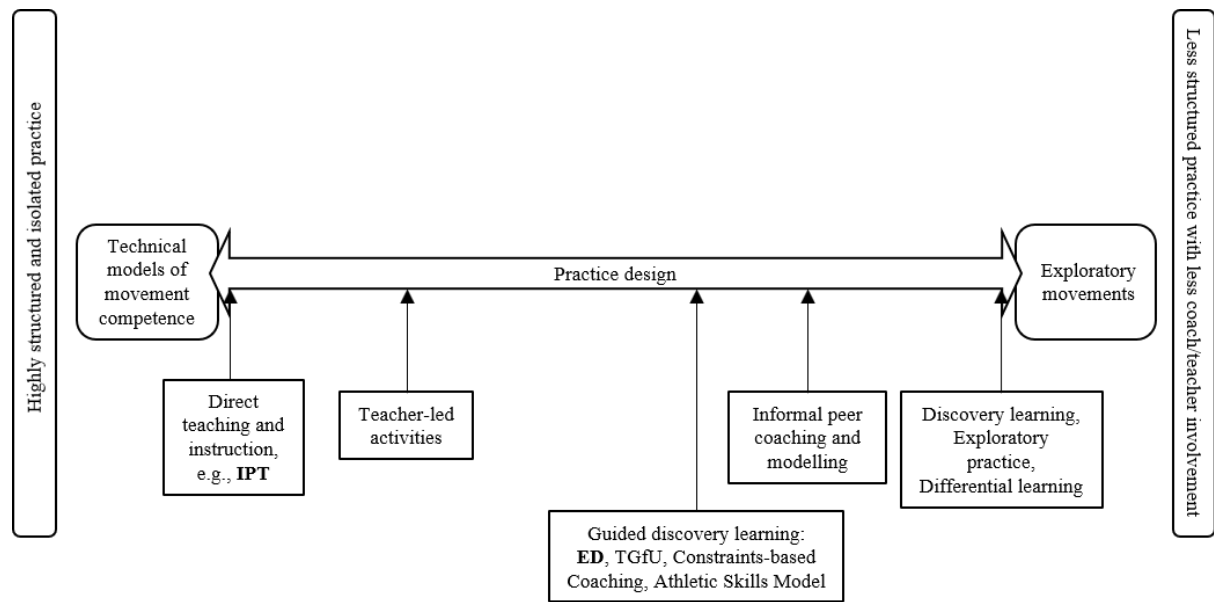 Highly structured and isolated practice
Technical
models of
movement
competence
Practice design
Exploratory
movements
Less structured practice with less coach/teacher involvement
Direct
teaching and
instruction,
e.g., IPT
Teacher-led
activities
Informal peer
coaching and
modelling
Discovery learning,
Exploratory
practice,
Differential learning
Guided discovery learning:
ED, TGfU, Constraints-based
Coaching, Athletic Skills Model